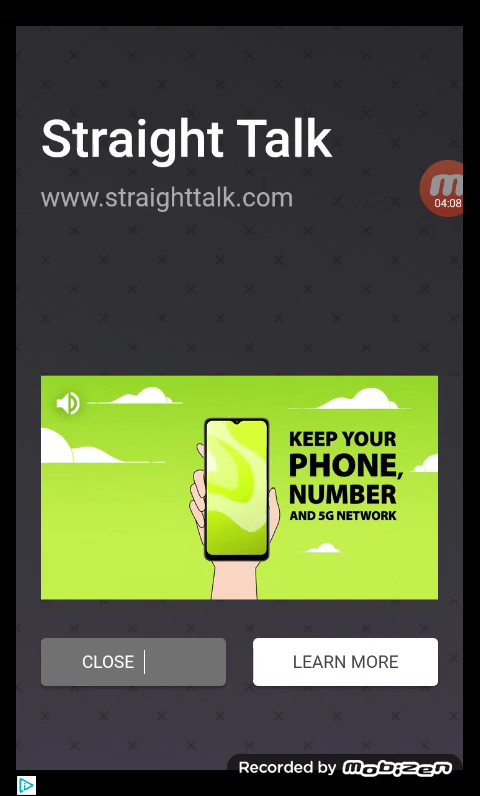 Straight Talk
www.straighttalk.com
04:08
KEEP YOUR
PHONE,
NUMBER
AND 5G NETWORK
CLOSE
LEARN MORE
Recorded by Mobizen